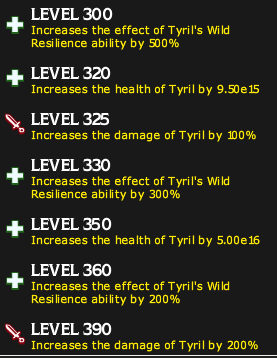 LEVEL 300
Increases the effect of Tyril's Wild
Resilience ability by 500%
LEVEL 320
Increases the health of Tyril by 9.50e15
LEVEL 325
Increases the damage of Tyril by 100%
LEVEL 330
Increases the effect of Tyril's Wild
Resilience ability by 300%
LEVEL 350
Increases the health of Tyril by 5.00e16
LEVEL 360
Increases the effect of Tyril's Wild
Resilience ability by 200%
LEVEL 390
Increases the damage of Tyril by 200%